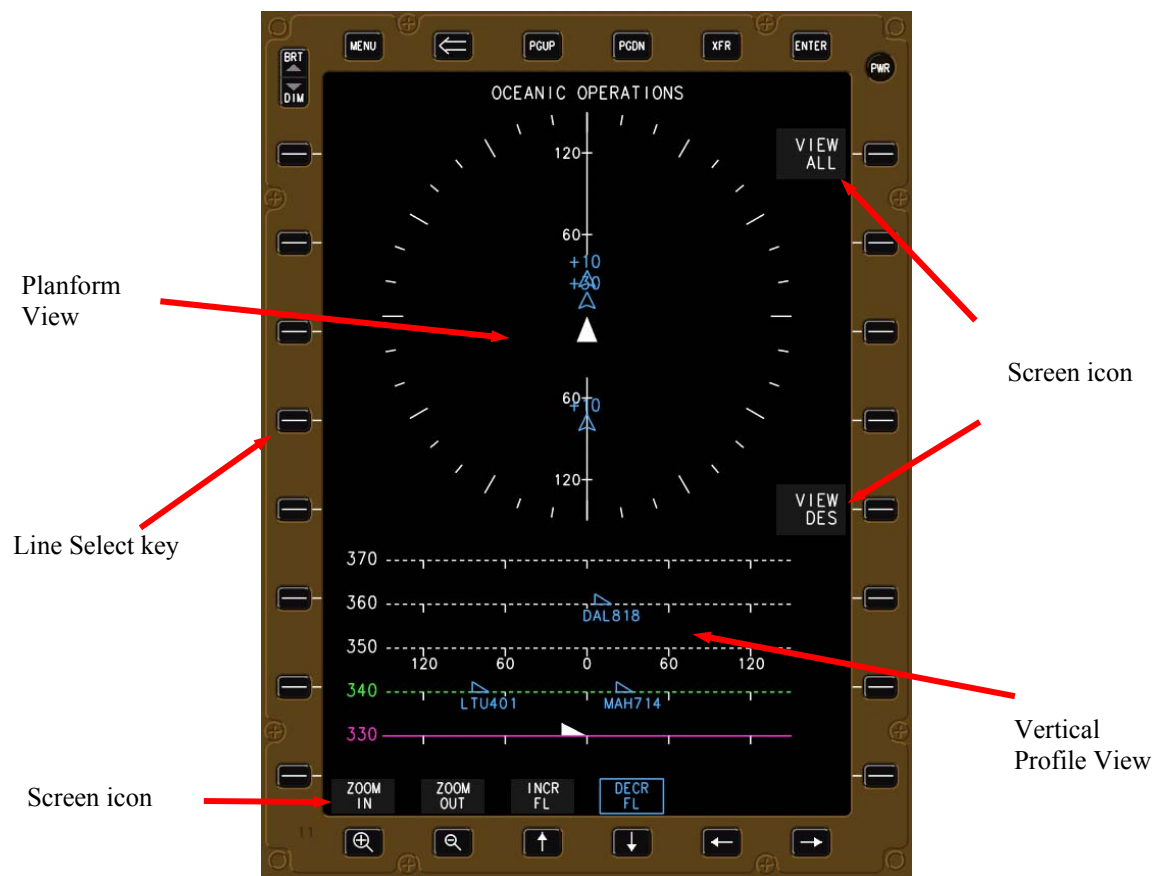 MENU
PGUP
PGDN
XFR
ENTER
BRT
DIM
PWR
OCEANIC OPERATIONS
VIEW
ALL
120
60
+10
+30
60
+10
120
VIEW
DES
Planform
View
Screen icon
Line Select key
370
360
DAL818
350
120 60 0 60 120
340
LTU401 MAH714
330
Vertical
Profile View
Screen icon
ZOOM
IN
ZOOM
OUT
INCR
FL
DECR
FL
11